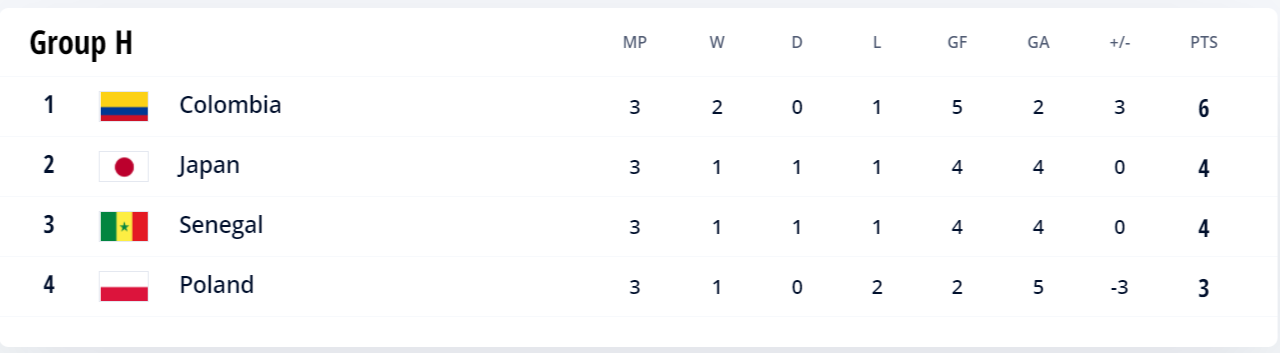 Group H MP W D L GF GA +/- PTS
1 Colombia 3 2 0 1 5 2 3 6
2 Japan 3 1 1 1 4 4 0 4
3 Senegal 3 1 1 1 4 4 0 4
4 Poland 3 1 0 2 2 5 -3 3